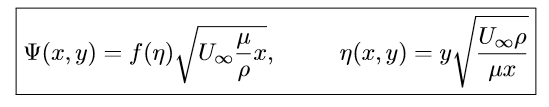 Ψ(x, y) = f(η)√(U∞ μ/ρ x),   η(x, y) = y√(U∞ρ/μx)